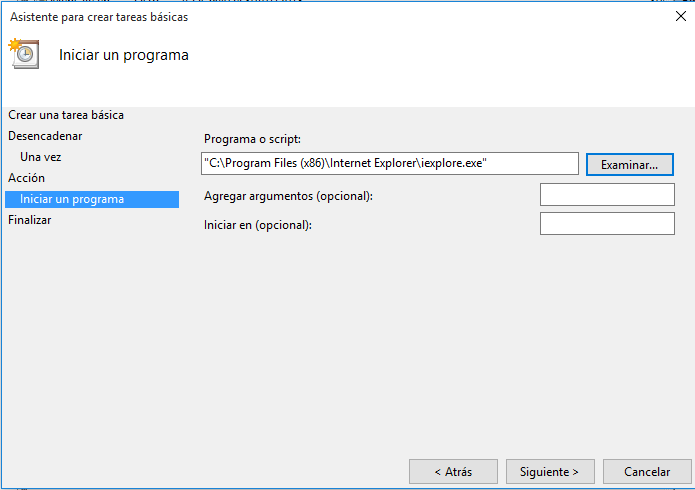 Asistente para crear tareas básicas
Iniciar un programa
Crear una tarea básica
Desencadenar
Una vez
Acción
Iniciar un programa
Finalizar
Programa o script:
"C:\Program Files (x86)\Internet Explorer\iexplore.exe"
Examinar...
Agregar argumentos (opcional):
Iniciar en (opcional):
< Atrás
Siguiente >
Cancelar